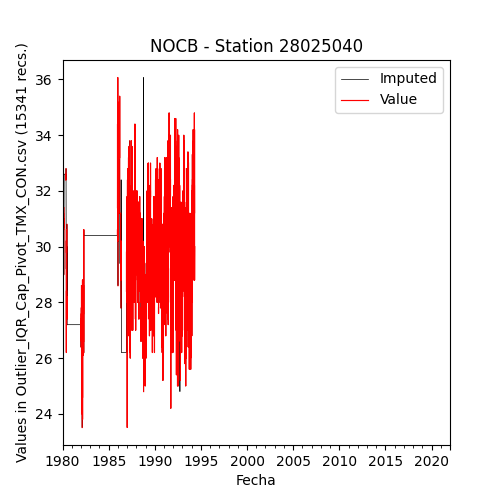 NOCB - Station 28025040
Values in Outlier_IQR_Cap_Pivot_TMX_CON.csv (15341 recs.)
Imputed
Value
36
34
32
30
28
26
24
1980 1985 1990 1995 2000 2005 2010 2015 2020
Fecha